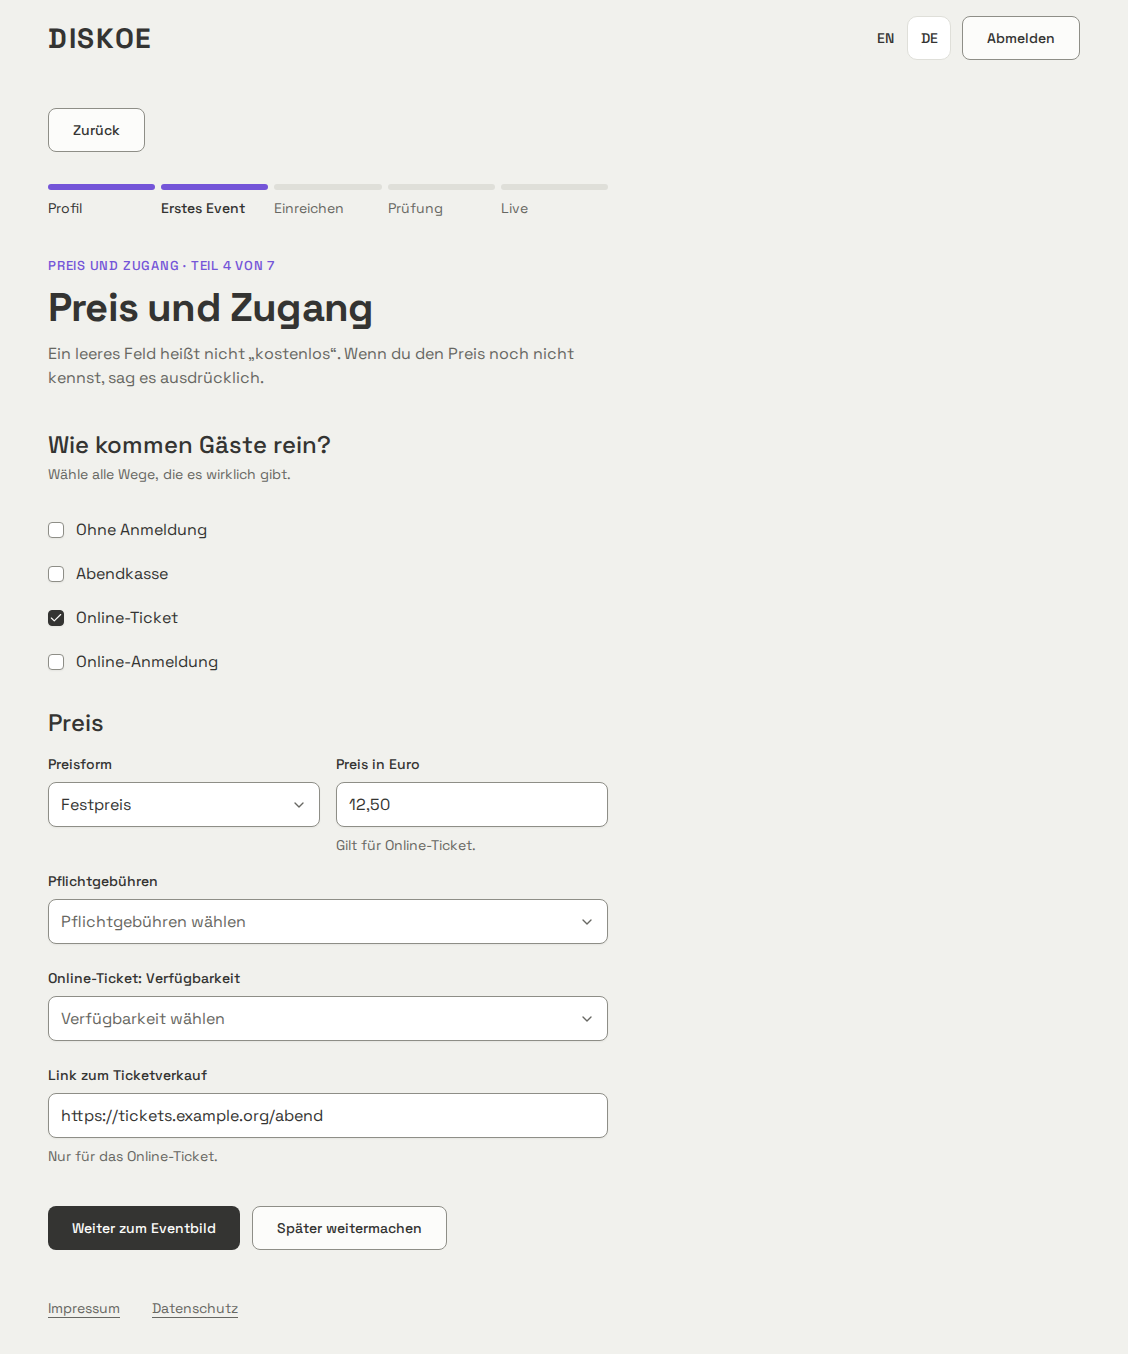 DISKOE
EN DE Abmelden
Zurück
Profil Erstes Event Einreichen Prüfung Live
PREIS UND ZUGANG · TEIL 4 VON 7
Preis und Zugang
Ein leeres Feld heißt nicht „kostenlos“. Wenn du den Preis noch nicht
kennst, sag es ausdrücklich.
Wie kommen Gäste rein?
Wähle alle Wege, die es wirklich gibt.
Ohne Anmeldung
Abendkasse
Online-Ticket
Online-Anmeldung
Preis
Preisform Preis in Euro
Festpreis 12,50
Gilt für Online-Ticket.
Pflichtgebühren
Pflichtgebühren wählen
Online-Ticket: Verfügbarkeit
Verfügbarkeit wählen
Link zum Ticketverkauf
https://tickets.example.org/abend
Nur für das Online-Ticket.
Weiter zum Eventbild Später weitermachen
Impressum Datenschutz